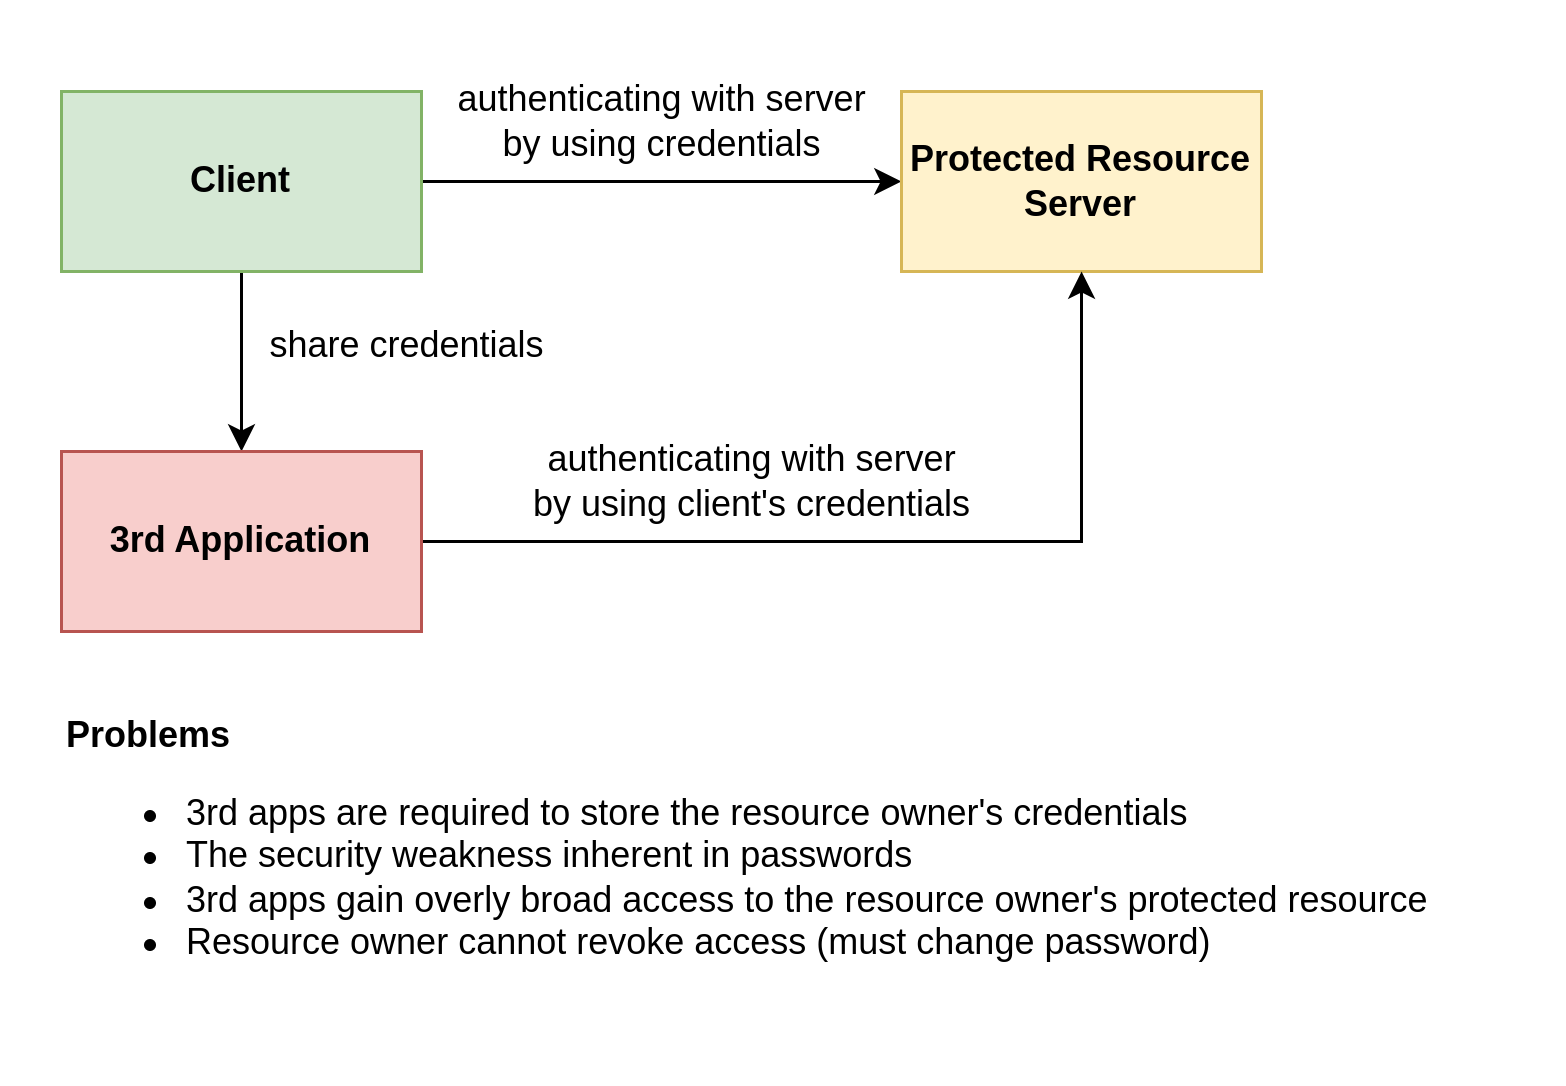 authenticating with server
by using credentials
Client
Protected Resource
Server
share credentials
authenticating with server
by using client's credentials
3rd Application
Problems
3rd apps are required to store the resource owner's credentials
The security weakness inherent in passwords
3rd apps gain overly broad access to the resource owner's protected resource
Resource owner cannot revoke access (must change password)